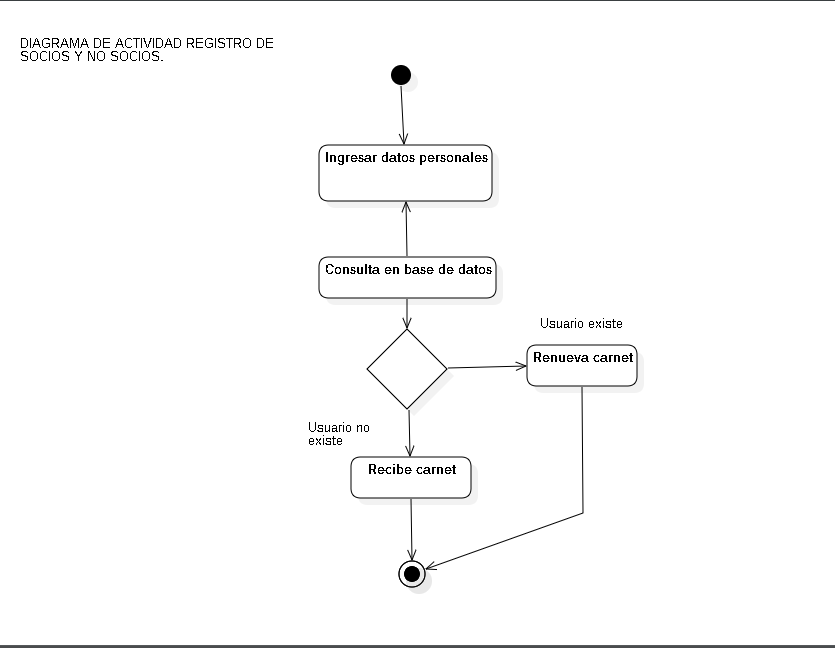 DIAGRAMA DE ACTIVIDAD REGISTRO DE
SOCIOS Y NO SOCIOS.
Ingresar datos personales
Consulta en base de datos
Usuario existe
Renueva carnet
Usuario no
existe
Recibe carnet